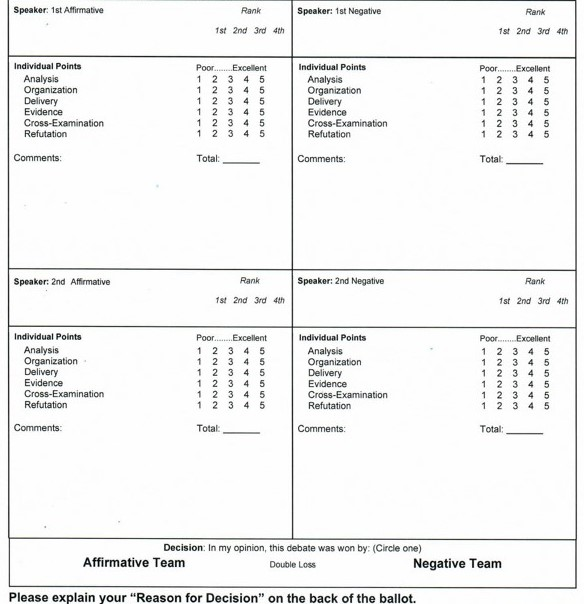 Speaker: 1st Affirmative Rank
1st 2nd 3rd 4th
Individual Points Poor........Excellent
Analysis 1 2 3 4 5
Organization 1 2 3 4 5
Delivery 1 2 3 4 5
Evidence 1 2 3 4 5
Cross-Examination 1 2 3 4 5
Refutation 1 2 3 4 5
Comments: Total: _______
Speaker: 1st Negative Rank
1st 2nd 3rd 4th
Individual Points Poor........Excellent
Analysis 1 2 3 4 5
Organization 1 2 3 4 5
Delivery 1 2 3 4 5
Evidence 1 2 3 4 5
Cross-Examination 1 2 3 4 5
Refutation 1 2 3 4 5
Comments: Total: _______
Speaker: 2nd Affirmative Rank
1st 2nd 3rd 4th
Individual Points Poor........Excellent
Analysis 1 2 3 4 5
Organization 1 2 3 4 5
Delivery 1 2 3 4 5
Evidence 1 2 3 4 5
Cross-Examination 1 2 3 4 5
Refutation 1 2 3 4 5
Comments: Total: _______
Speaker: 2nd Negative Rank
1st 2nd 3rd 4th
Individual Points Poor........Excellent
Analysis 1 2 3 4 5
Organization 1 2 3 4 5
Delivery 1 2 3 4 5
Evidence 1 2 3 4 5
Cross-Examination 1 2 3 4 5
Refutation 1 2 3 4 5
Comments: Total: _______
Decision: In my opinion, this debate was won by: (Circle one)
Affirmative Team Double Loss Negative Team
Please explain your “Reason for Decision” on the back of the ballot.